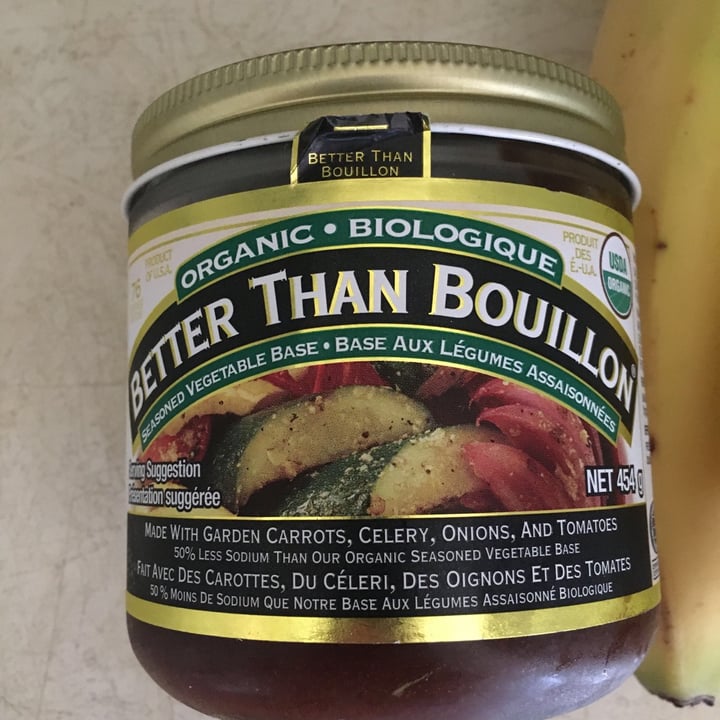 BETTER THAN
BOUILLON
ORGANIC • BIOLOGIQUE
76
PRODUCT
OF U.S.A.
PRODUIT
DES
É.-U.A.
USDA
ORGANIC
BETTER THAN BOUILLON®
SEASONED VEGETABLE BASE • BASE AUX LÉGUMES ASSAISONNÉES
Serving Suggestion
Présentation suggérée
NET 454 g
MADE WITH GARDEN CARROTS, CELERY, ONIONS, AND TOMATOES
50% LESS SODIUM THAN OUR ORGANIC SEASONED VEGETABLE BASE
FAIT AVEC DES CAROTTES, DU CÉLERI, DES OIGNONS ET DES TOMATES
50 % MOINS DE SODIUM QUE NOTRE BASE AUX LÉGUMES ASSAISONNÉ BIOLOGIQUE